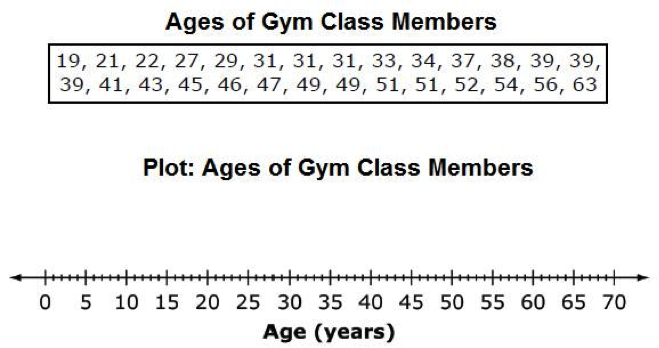 Ages of Gym Class Members
19, 21, 22, 27, 29, 31, 31, 31, 33, 34, 37, 38, 39, 39,
39, 41, 43, 45, 46, 47, 49, 49, 51, 51, 52, 54, 56, 63
Plot: Ages of Gym Class Members
0 5 10 15 20 25 30 35 40 45 50 55 60 65 70
Age (years)